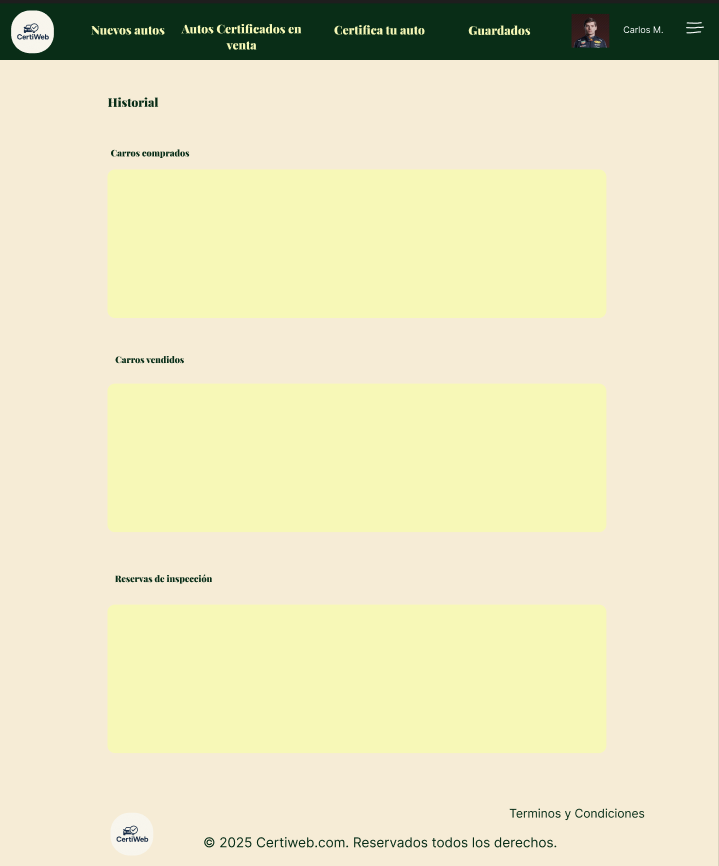 CertiWeb
Nuevos autos
Autos Certificados en
venta
Certifica tu auto
Guardados
Carlos M.
Historial
Carros comprados
Carros vendidos
Reservas de inspección
Terminos y Condiciones
CertiWeb
© 2025 Certiweb.com. Reservados todos los derechos.